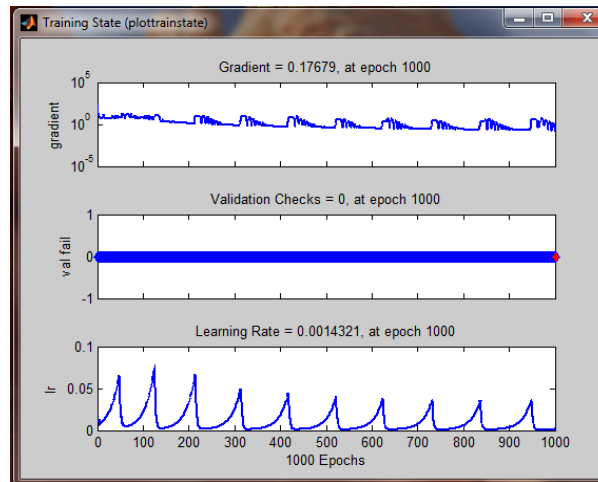 Training State (plottrainstate)
Gradient = 0.17679, at epoch 1000
10^5
10^0
10^-5
gradient
Validation Checks = 0, at epoch 1000
1
0
-1
val fail
Learning Rate = 0.0014321, at epoch 1000
0.1
0.05
0
lr
0 100 200 300 400 500 600 700 800 900 1000
1000 Epochs